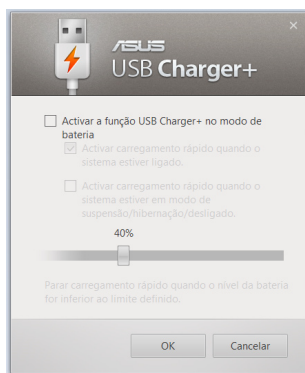 ASUS
USB Charger+
Activar a função USB Charger+ no modo de
bateria
Activar carregamento rápido quando o
sistema estiver ligado.
Activar carregamento rápido quando o
sistema estiver em modo de
suspensão/hibernação/desligado.
40%
Parar carregamento rápido quando o nível da bateria
for inferior ao limite definido.
OK
Cancelar